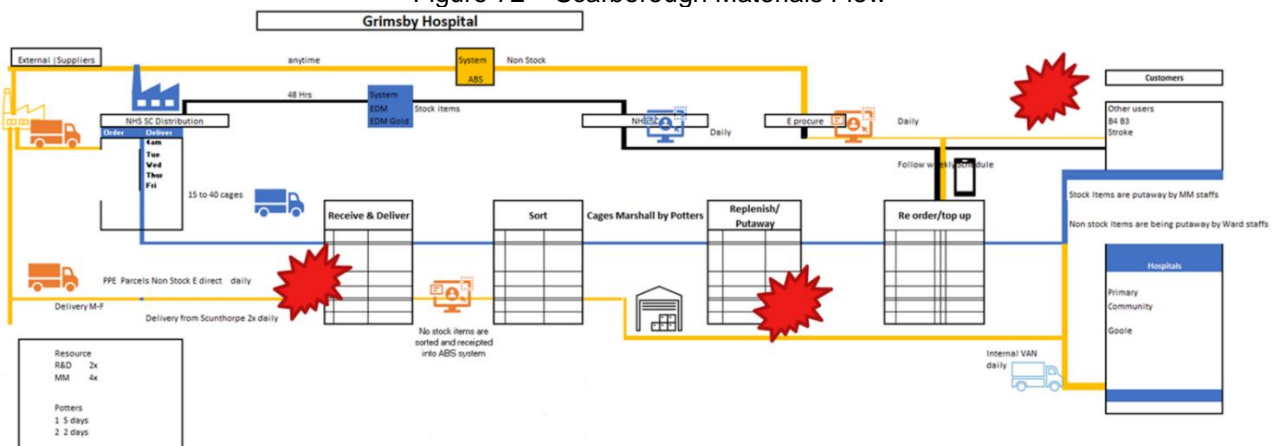 Figure 72 – Scarborough Materials Flow
Grimsby Hospital
External |Suppliers
anytime
System
ABS
Non Stock
Customers
48 Hrs
System
EDM
EDM Gold
Stock items
NHS SC Distribution
Order Deliver
4am
Tue
Wed
Thur
Fri
Daily
E procure
Daily
Other users
B4 B3
Stroke
Follow weekly schedule
15 to 40 cages
Stock Items are putaway by MM staffs
Non stock Items are being putaway by Ward staffs
Receive & Deliver
Sort
Cages Marshall by Potters
Replenish/
Putaway
Re order/top up
Hospitals
Primary
Community
Goole
PPE Parcels Non Stock E direct daily
Delivery M-F
Delivery from Scunthorpe 2x daily
No stock items are
sorted and receipted
into ABS system
Internal VAN
daily
Resource
R&D 2x
MM 4x
Potters
1 5 days
2 2 days